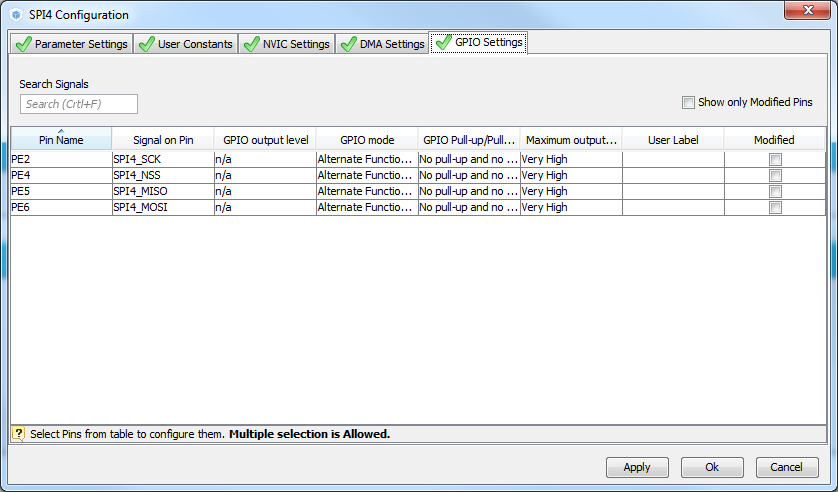 SPI4 Configuration
Parameter Settings User Constants NVIC Settings DMA Settings GPIO Settings
Search Signals
Search (Crtl+F)
Show only Modified Pins
Pin Name Signal on Pin GPIO output level GPIO mode GPIO Pull-up/Pull... Maximum output... User Label Modified
PE2 SPI4_SCK n/a Alternate Functio... No pull-up and no ... Very High
PE4 SPI4_NSS n/a Alternate Functio... No pull-up and no ... Very High
PE5 SPI4_MISO n/a Alternate Functio... No pull-up and no ... Very High
PE6 SPI4_MOSI n/a Alternate Functio... No pull-up and no ... Very High
? Select Pins from table to configure them. Multiple selection is Allowed.
Apply Ok Cancel